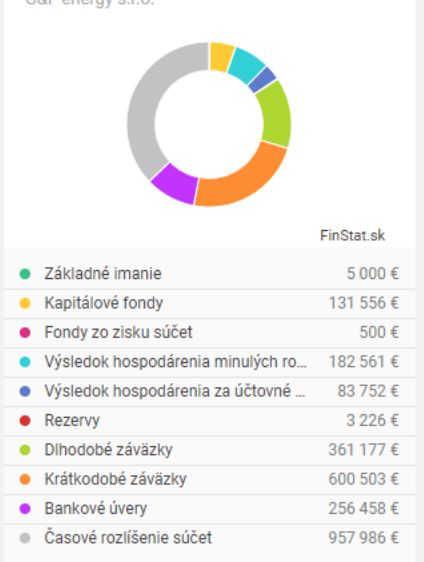 energy s.r.o.
FinStat.sk
Základné imanie 5 000 €
Kapitálové fondy 131 556 €
Fondy zo zisku súčet 500 €
Výsledok hospodárenia minulých ro... 182 561 €
Výsledok hospodárenia za účtovné ... 83 752 €
Rezervy 3 226 €
Dlhodobé záväzky 361 177 €
Krátkodobé záväzky 600 503 €
Bankové úvery 256 458 €
Časové rozlíšenie súčet 957 986 €